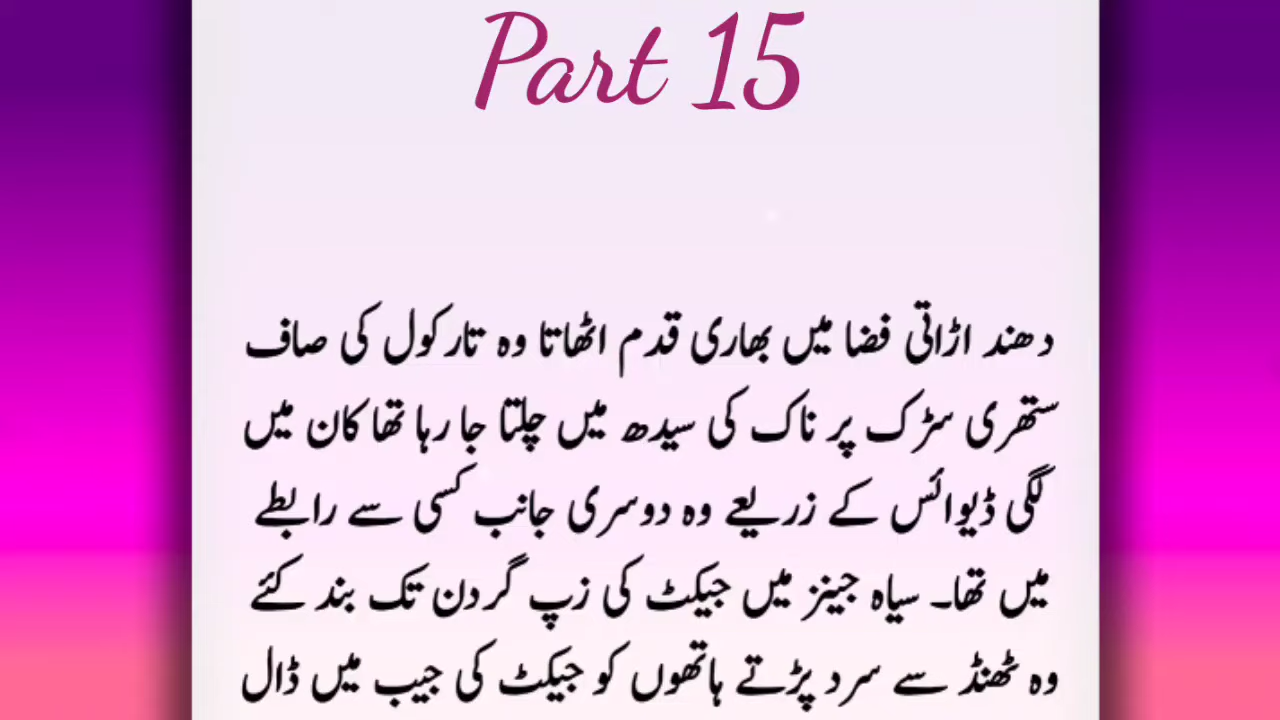 Part 15
دھند اڑاتی فضا میں بھاری قدم اٹھاتا وہ تارکول کی صاف
ستھری سڑک پر ناک کی سیدھ میں چلتا جا رہا تھا کان میں
لگی ڈیوائس کے زریعے وہ دوسری جانب کسی سے رابطے
میں تھا۔ سیاہ جینز میں جیکٹ کی زپ گردن تک بند کئے
وہ ٹھنڈ سے سرد پڑتے ہاتھوں کو جیکٹ کی جیب میں ڈال